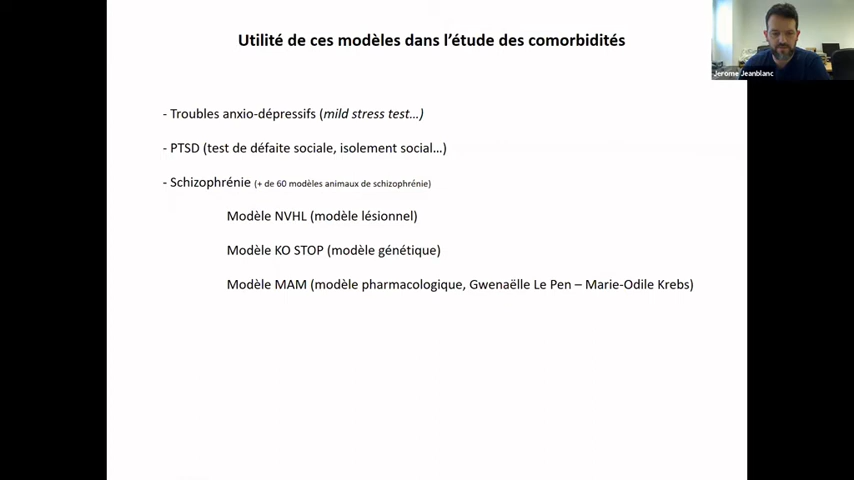 Utilité de ces modèles dans l'étude des comorbidités
Jerome Jeanblanc
- Troubles anxio-dépressifs (mild stress test...)
- PTSD (test de défaite sociale, isolement social...)
- Schizophrénie (+ de 60 modèles animaux de schizophrénie)
Modèle NVHL (modèle lésionnel)
Modèle KO STOP (modèle génétique)
Modèle MAM (modèle pharmacologique, Gwenaëlle Le Pen – Marie-Odile Krebs)